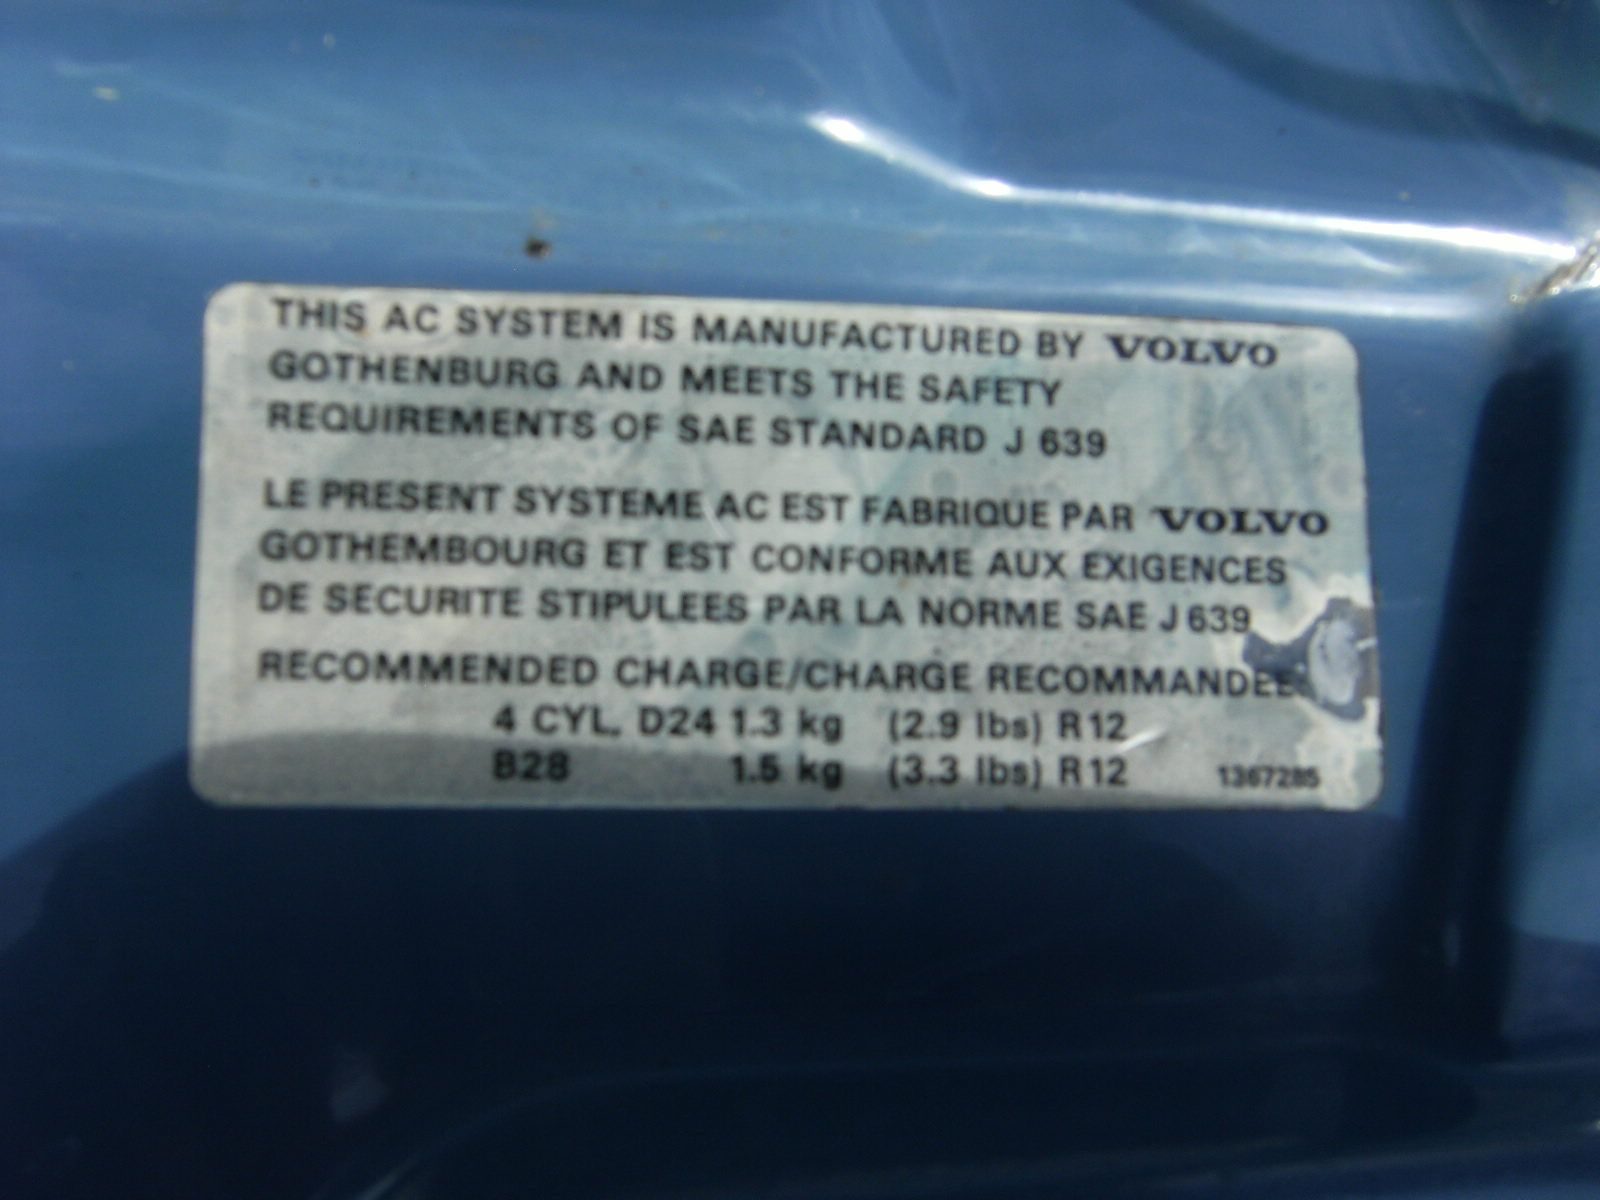 THIS AC SYSTEM IS MANUFACTURED BY VOLVO
GOTHENBURG AND MEETS THE SAFETY
REQUIREMENTS OF SAE STANDARD J 639
LE PRESENT SYSTEME AC EST FABRIQUE PAR VOLVO
GOTHEMBOURG ET EST CONFORME AUX EXIGENCES
DE SECURITE STIPULEES PAR LA NORME SAE J 639
RECOMMENDED CHARGE/CHARGE RECOMMANDEE
4 CYL. D24 1.3 kg (2.9 lbs) R12
B28 1.5 kg (3.3 lbs) R12 1367285